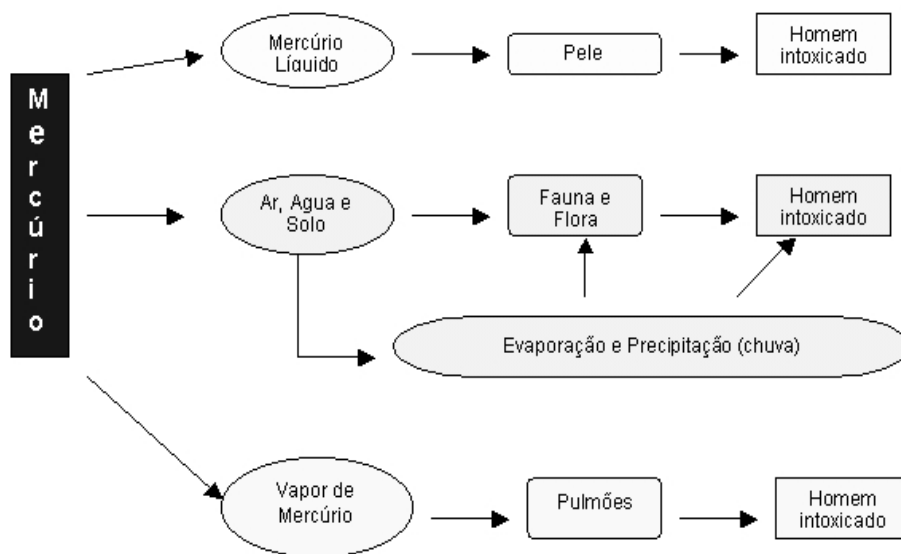 Mercúrio
Mercúrio
Líquido
Pele
Homem
intoxicado
Ar, Agua e
Solo
Fauna e
Flora
Homem
intoxicado
Evaporação e Precipitação (chuva)
Vapor de
Mercúrio
Pulmões
Homem
intoxicado